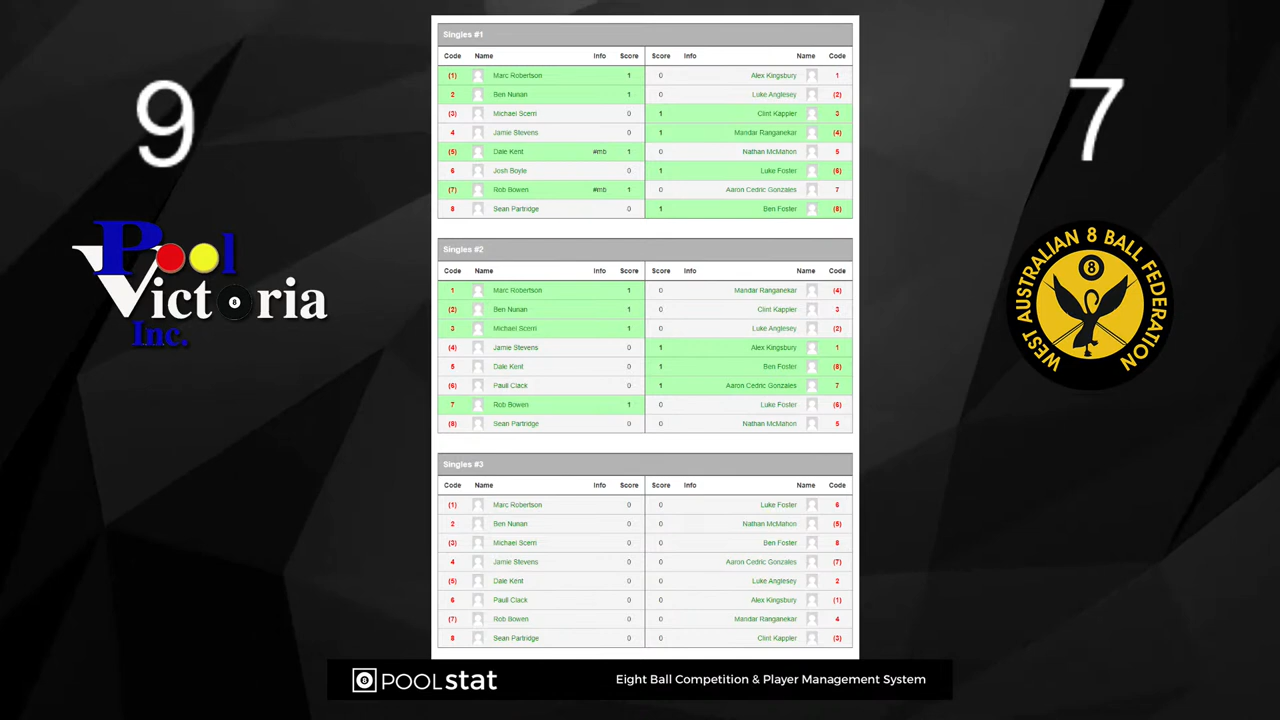 9
7
Pool
Victoria
8
Inc.
WEST AUSTRALIAN 8 BALL FEDERATION
8
Singles #1
Code Name Info Score Score Info Name Code
(1) Marc Robertson 1 0 Alex Kingsbury 1
2 Ben Nunan 1 0 Luke Anglesey (2)
(3) Michael Scerri 0 1 Clint Kappler 3
4 Jamie Stevens 0 1 Mandar Ranganekar (4)
(5) Dale Kent #mb 1 0 Nathan McMahon 5
6 Josh Boyle 0 1 Luke Foster (6)
(7) Rob Bowen #mb 1 0 Aaron Cedric Gonzales 7
8 Sean Partridge 0 1 Ben Foster (8)
Singles #2
Code Name Info Score Score Info Name Code
1 Marc Robertson 1 0 Mandar Ranganekar (4)
(2) Ben Nunan 1 0 Clint Kappler 3
3 Michael Scerri 1 0 Luke Anglesey (2)
(4) Jamie Stevens 0 1 Alex Kingsbury 1
5 Dale Kent 0 1 Ben Foster (8)
(6) Paull Clack 0 1 Aaron Cedric Gonzales 7
7 Rob Bowen 1 0 Luke Foster (6)
(8) Sean Partridge 0 0 Nathan McMahon 5
Singles #3
Code Name Info Score Score Info Name Code
(1) Marc Robertson 0 0 Luke Foster 6
2 Ben Nunan 0 0 Nathan McMahon (5)
(3) Michael Scerri 0 0 Ben Foster 8
4 Jamie Stevens 0 0 Aaron Cedric Gonzales (7)
(5) Dale Kent 0 0 Luke Anglesey 2
6 Paull Clack 0 0 Alex Kingsbury (1)
(7) Rob Bowen 0 0 Mandar Ranganekar 4
8 Sean Partridge 0 0 Clint Kappler (3)
8 POOLstat Eight Ball Competition & Player Management System